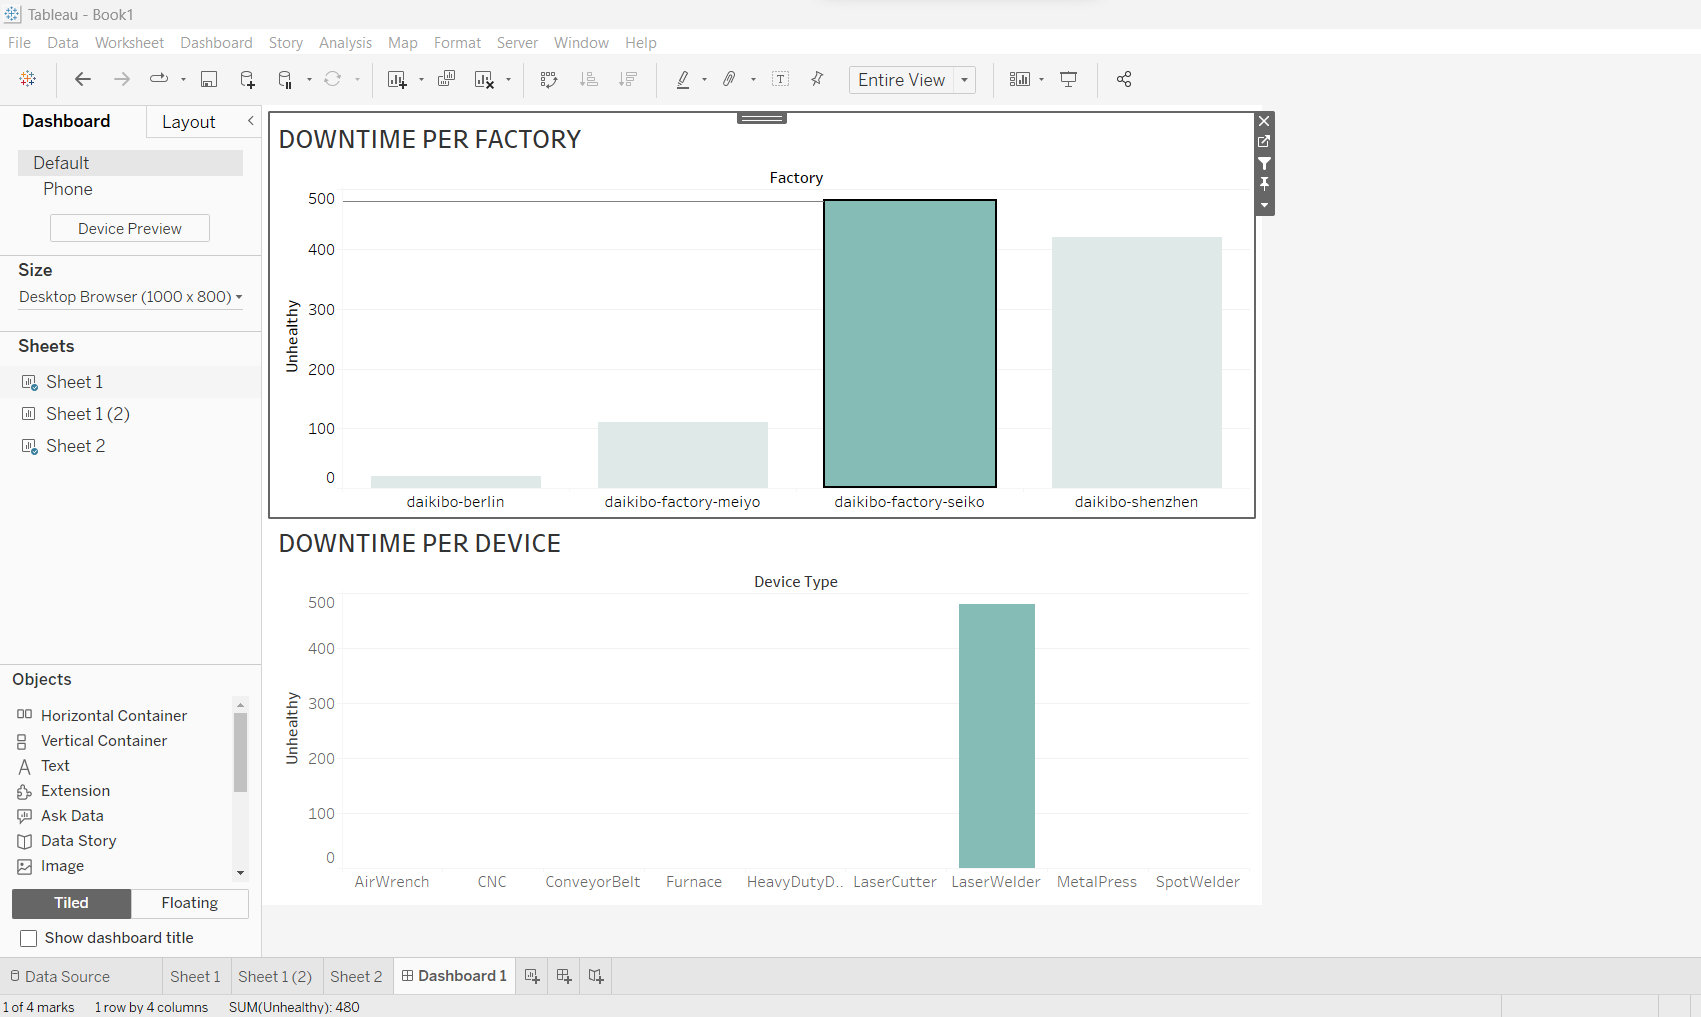 Tableau - Book1
File Data Worksheet Dashboard Story Analysis Map Format Server Window Help
Entire View
Dashboard
Layout
Default
Phone
Device Preview
Size
Desktop Browser (1000 x 800)
Sheets
Sheet 1
Sheet 1 (2)
Sheet 2
Objects
Horizontal Container
Vertical Container
Text
Extension
Ask Data
Data Story
Image
Tiled Floating
Show dashboard title
DOWNTIME PER FACTORY
Factory
500
400
300
200
100
0
Unhealthy
daikibo-berlin daikibo-factory-meiyo daikibo-factory-seiko daikibo-shenzhen
DOWNTIME PER DEVICE
Device Type
500
400
300
200
100
0
Unhealthy
AirWrench CNC ConveyorBelt Furnace HeavyDutyD.. LaserCutter LaserWelder MetalPress SpotWelder
Data Source Sheet 1 Sheet 1 (2) Sheet 2 Dashboard 1
1 of 4 marks 1 row by 4 columns SUM(Unhealthy): 480